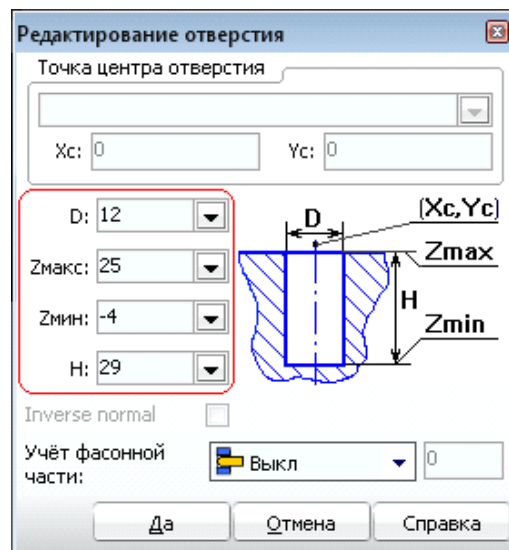 Редактирование отверстия
Точка центра отверстия
Xc: 0 Yc: 0
D: 12
Zмакс: 25
Zмин: -4
H: 29
D (Xc,Yc)
Zmax
H
Zmin
Inverse normal
Учёт фасонной части: Выкл 0
Да Отмена Справка